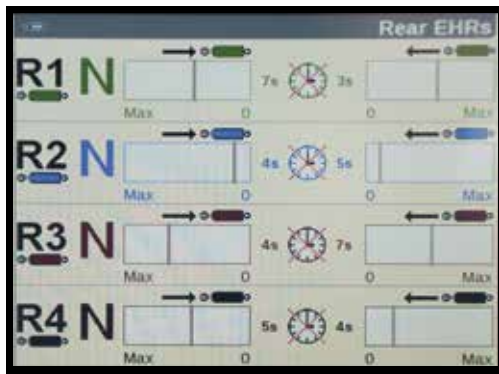 Rear EHRs
R1 N 7s 3s
Max 0 0 Max
R2 N 4s 5s
Max 0 0 Max
R3 N 4s 7s
Max 0 0 Max
R4 N 5s 4s
Max 0 0 Max